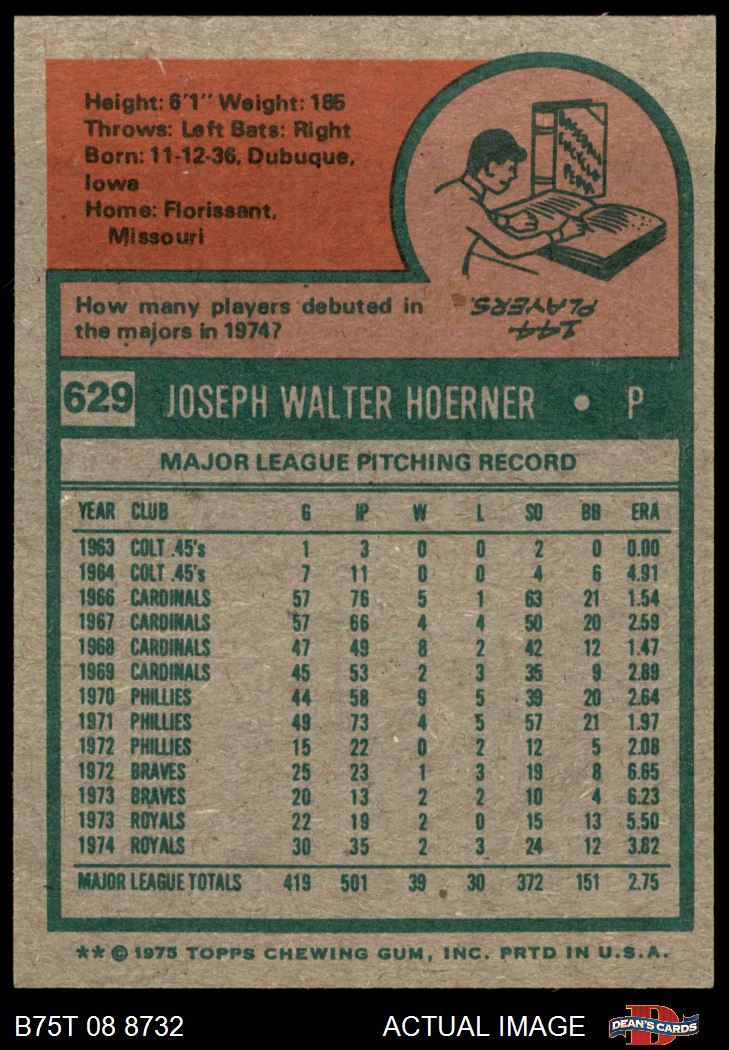 Height: 6'1" Weight: 185
Throws: Left Bats: Right
Born: 11-12-36, Dubuque,
Iowa
Home: Florissant,
Missouri
BASEBALL
How many players debuted in
the majors in 1974?
144
PLAYERS.
629 JOSEPH WALTER HOERNER • P
MAJOR LEAGUE PITCHING RECORD
YEAR CLUB G IP W L SO BB ERA
1963 COLT .45's 1 3 0 0 2 0 0.00
1964 COLT .45's 7 11 0 0 4 6 4.91
1966 CARDINALS 57 76 5 1 63 21 1.54
1967 CARDINALS 57 66 4 4 50 20 2.59
1968 CARDINALS 47 49 8 2 42 12 1.47
1969 CARDINALS 45 53 2 3 35 9 2.89
1970 PHILLIES 44 58 9 5 39 20 2.64
1971 PHILLIES 49 73 4 5 57 21 1.97
1972 PHILLIES 15 22 0 2 12 5 2.08
1972 BRAVES 25 23 1 3 19 8 6.65
1973 BRAVES 20 13 2 2 10 4 6.23
1973 ROYALS 22 19 2 0 15 13 5.50
1974 ROYALS 30 35 2 3 24 12 3.82
MAJOR LEAGUE TOTALS 419 501 39 30 372 151 2.75
** © 1975 TOPPS CHEWING GUM, INC. PRTD IN U.S.A.
B75T 08 8732 ACTUAL IMAGE D DEAN'S CARDS